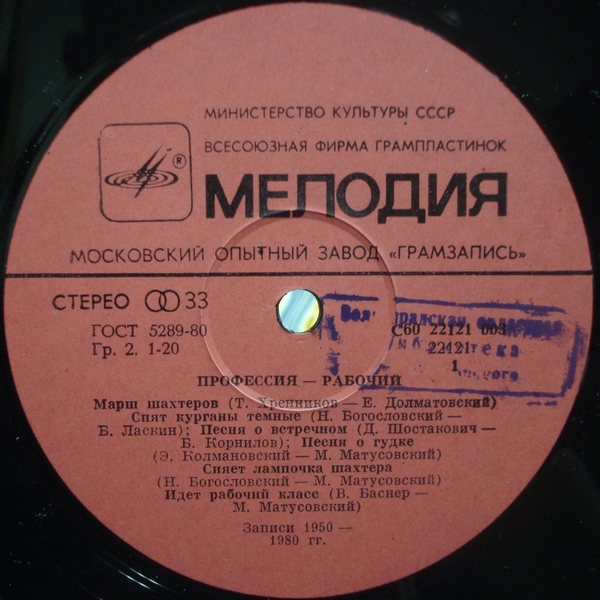 МИНИСТЕРСТВО КУЛЬТУРЫ СССР
ВСЕСОЮЗНАЯ ФИРМА ГРАМПЛАСТИНОК
®
МЕЛОДИЯ
МОСКОВСКИЙ ОПЫТНЫЙ ЗАВОД «ГРАМЗАПИСЬ»
СТЕРЕО 33
ГОСТ 5289-80
С60 22121 003
Гр. 2. 1-20
22121
1
ПРОФЕССИЯ — РАБОЧИЙ
Марш шахтеров (Т. Хренников — Е. Долматовский)
Спят курганы темные (Н. Богословский —
Б. Ласкин); Песня о встречном (Д. Шостакович —
Б. Корнилов); Песня о гудке
(Э. Колмановский — М. Матусовский)
Сияет лампочка шахтера
(Н. Богословский — М. Матусовский)
Идет рабочий класс (В. Баснер —
М. Матусовский)
Записи 1950 —
1980 гг.